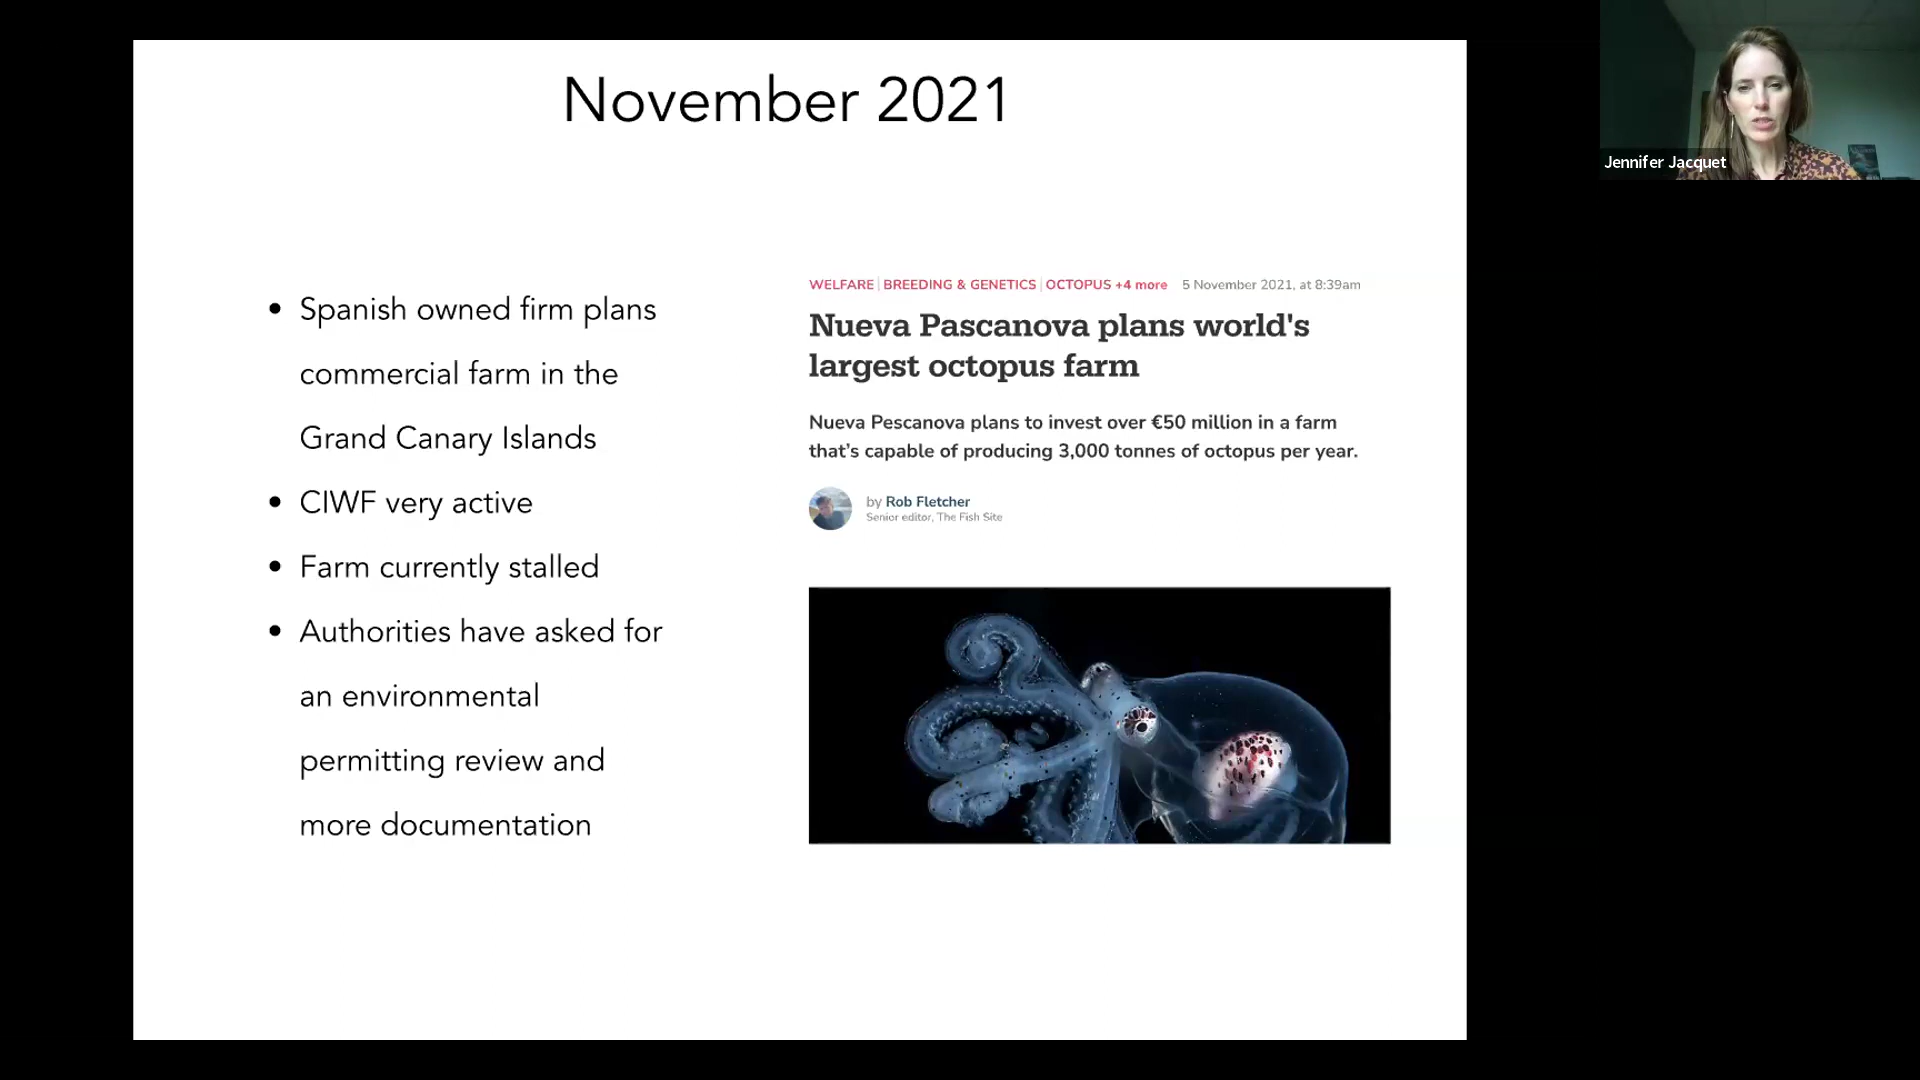 November 2021
Jennifer Jacquet
• Spanish owned firm plans
commercial farm in the
Grand Canary Islands
• CIWF very active
• Farm currently stalled
• Authorities have asked for
an environmental
permitting review and
more documentation
WELFARE | BREEDING & GENETICS | OCTOPUS +4 more 5 November 2021, at 8:39am
Nueva Pascanova plans world's
largest octopus farm
Nueva Pescanova plans to invest over €50 million in a farm
that's capable of producing 3,000 tonnes of octopus per year.
by Rob Fletcher
Senior editor, The Fish Site